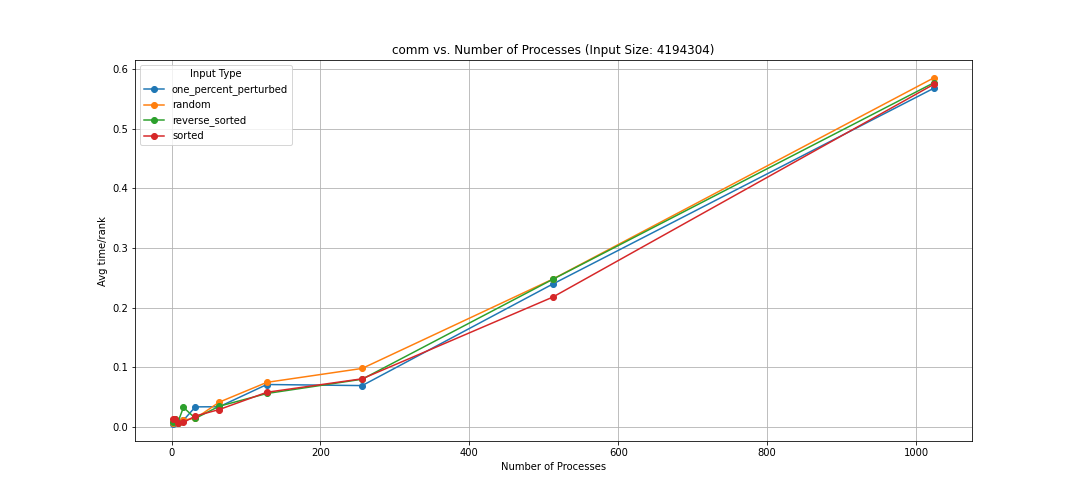 comm vs. Number of Processes (Input Size: 4194304)
Input Type
one_percent_perturbed
random
reverse_sorted
sorted
Avg time/rank
0.6
0.5
0.4
0.3
0.2
0.1
0.0
0 200 400 600 800 1000
Number of Processes